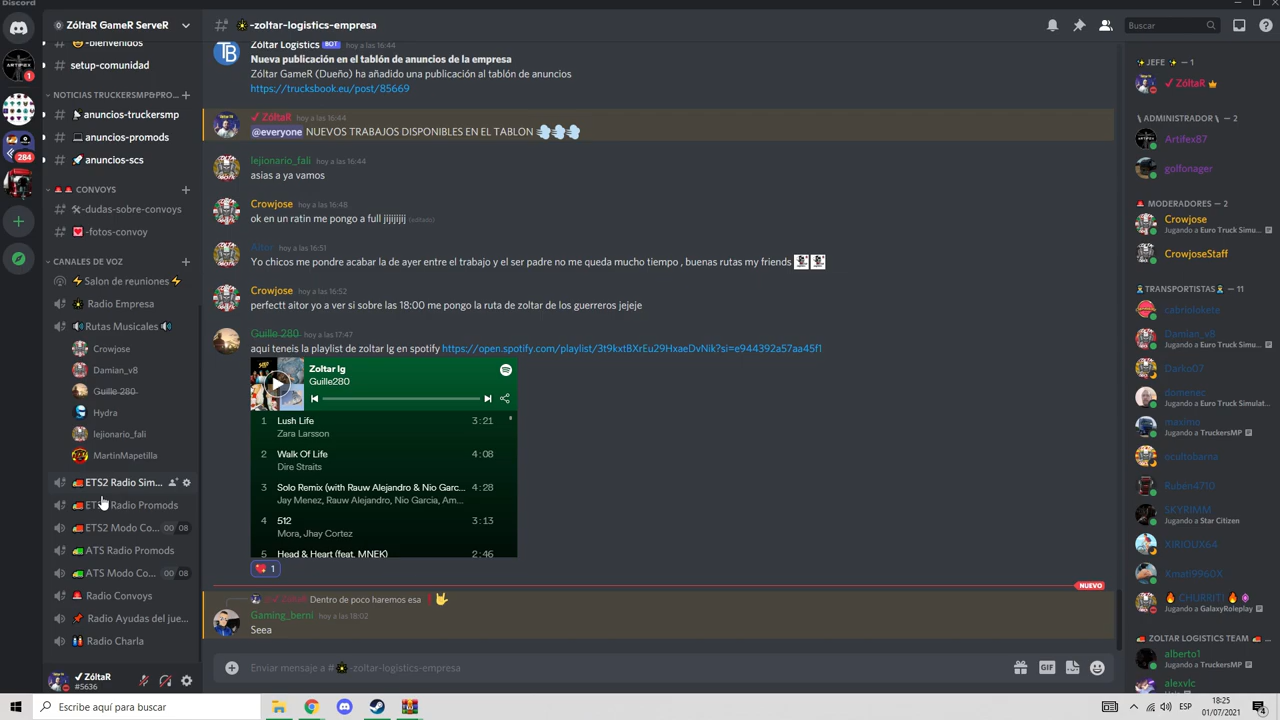 Discord
ZóltaR GameR ServeR
-bienvenidos
setup-comunidad
NOTICIAS TRUCKERSMP&PRO...
anuncios-truckersmp
anuncios-promods
anuncios-scs
CONVOYS
-dudas-sobre-convoys
-fotos-convoy
CANALES DE VOZ
Salon de reuniones
Radio Empresa
Rutas Musicales
Crowjose
Damian_v8
Guille 280
Hydra
lejionario_fali
MartinMapetilla
ETS2 Radio Sim...
ETS2 Radio Promods
ETS2 Modo Co... 00 08
ATS Radio Promods
ATS Modo Co... 00 08
Radio Convoys
Radio Ayudas del jue...
Radio Charla
ZóltaR
#5636
-zoltar-logistics-empresa
Zóltar Logistics BOT hoy a las 16:44
Nueva publicación en el tablón de anuncios de la empresa
Zóltar GameR (Dueño) ha añadido una publicación al tablón de anuncios
https://trucksbook.eu/post/85669
ZóltaR hoy a las 16:44
@everyone NUEVOS TRABAJOS DISPONIBLES EN EL TABLON
lejionario_fali hoy a las 16:44
asias a ya vamos
Crowjose hoy a las 16:48
ok en un ratin me pongo a full jijijijij (editado)
hoy a las 16:51
Yo chicos me pondre acabar la de ayer entre el trabajo y el ser padre no me queda mucho tiempo , buenas rutas my friends
Crowjose hoy a las 16:52
perfectt aitor yo a ver si sobre las 18:00 me pongo la ruta de zoltar de los guerreros jejeje
Guille 280 hoy a las 17:47
aqui teneis la playlist de zoltar lg en spotify https://open.spotify.com/playlist/3t9kxt8XrEu29HxaeDvNik?si=e944392a57aa45f1
Zoltar lg
Guille280
1 Lush Life 3:21
Zara Larsson
2 Walk Of Life 4:08
Dire Straits
3 Solo Remix (with Rauw Alejandro & Nio Garc... 4:28
Jay Menez, Rauw Alejandro, Nio Garcia, Am...
4 512 3:13
Mora, Jhay Cortez
5 Head & Heart (feat. MNEK) 2:46
1
NUEVO
Dentro de poco haremos esa
Gaming_berni hoy a las 18:02
Seea
Enviar mensaje a # -zoltar-logistics-empresa
GIF
Buscar
JEFE — 1
ZóltaR
ADMINISTRADOR — 2
Artifex87
golfonager
MODERADORES — 2
Crowjose
Jugando a Euro Truck Simu...
CrowjoseStaff
TRANSPORTISTAS — 11
cabriolokete
Damian_v8
Jugando a Euro Truck Simu...
Darko07
domenec
Jugando a Euro Truck Simulat...
maximo
Jugando a TruckersMP
ocultobarna
Ruben4710
SKYRIMM
Jugando a Star Citizen
XIRIOUX64
Kmati9960X
CHURRITI
Jugando a GalaxyRoleplay
ZOLTAR LOGISTICS TEAM ...
alberto1
Jugando a TruckersMP
alexvlc
1
284
Escribe aquí para buscar
ESP
18:25
01/07/2021
4